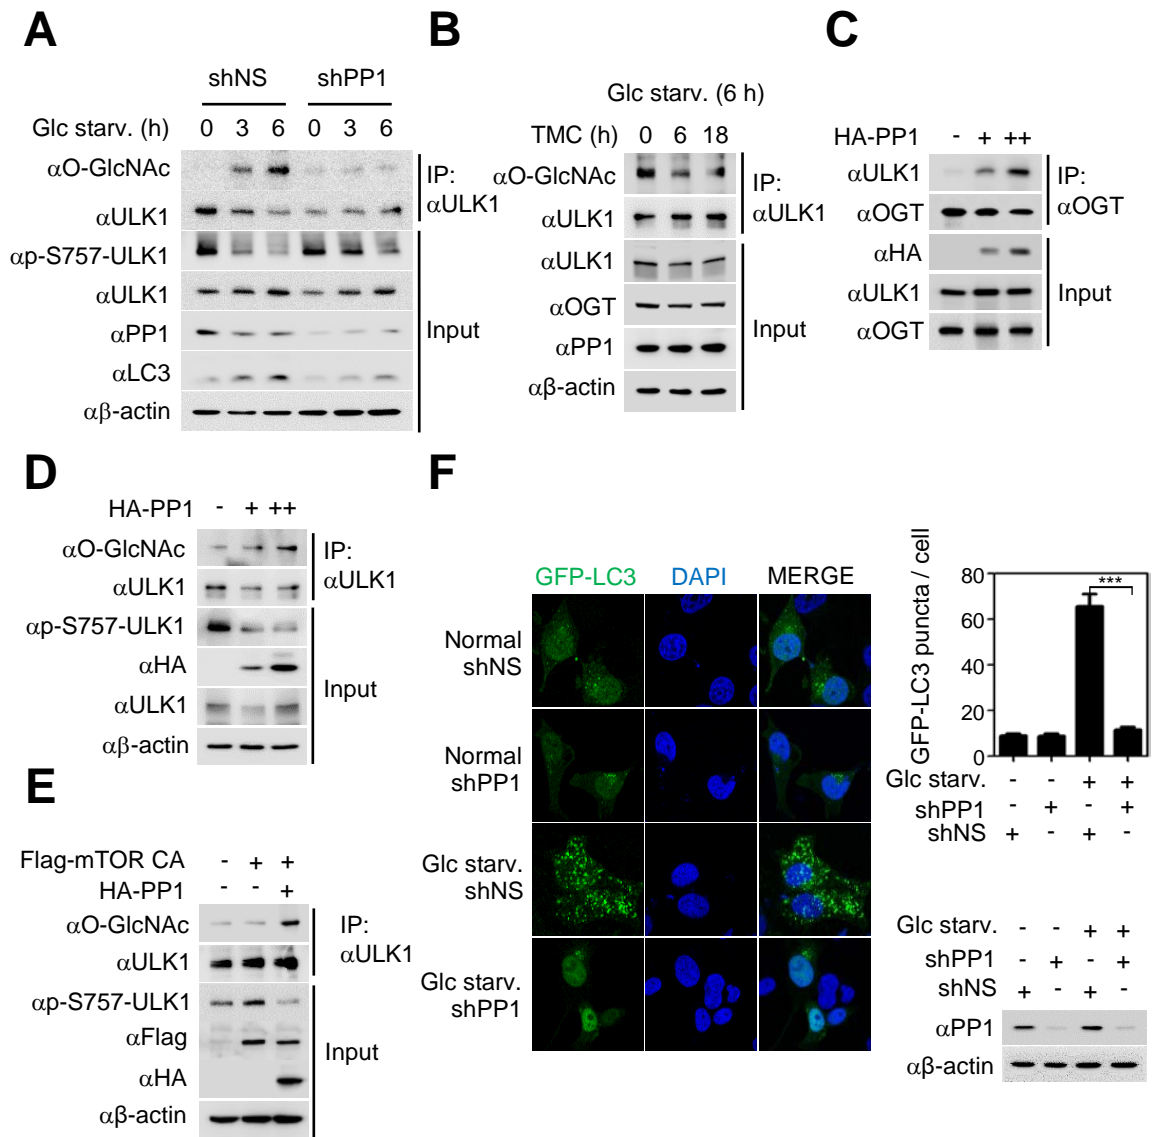 A
shNS shPP1
Glc starv. (h) 0 3 6 0 3 6
αO-GlcNAc
αULK1
IP:
αULK1
αp-S757-ULK1
αULK1
αPP1
αLC3
αβ-actin
Input
B
Glc starv. (6 h)
TMC (h) 0 6 18
αO-GlcNAc
αULK1
IP:
αULK1
αULK1
αOGT
αPP1
αβ-actin
Input
C
HA-PP1 - + ++
αULK1
αOGT
IP:
αOGT
αHA
αULK1
αOGT
Input
D
HA-PP1 - + ++
αO-GlcNAc
αULK1
IP:
αULK1
αp-S757-ULK1
αHA
αULK1
αβ-actin
Input
E
Flag-mTOR CA - + +
HA-PP1 - - +
αO-GlcNAc
αULK1
IP:
αULK1
αp-S757-ULK1
αFlag
αHA
αβ-actin
Input
F
GFP-LC3 DAPI MERGE
Normal
shNS
Normal
shPP1
Glc starv.
shNS
Glc starv.
shPP1
GFP-LC3 puncta / cell
80
60
40
20
0
***
Glc starv. - - + +
shPP1 - + - +
shNS + - + -
Glc starv. - - + +
shPP1 - + - +
shNS + - + -
αPP1
αβ-actin